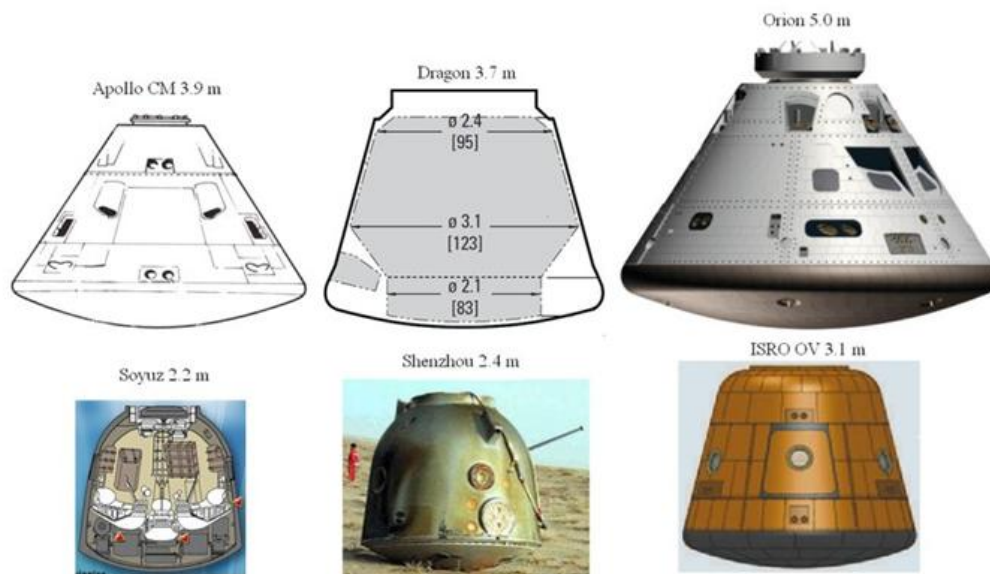 Orion 5.0 m
Apollo CM 3.9 m
Dragon 3.7 m
ø 2.4
[95]
ø 3.1
[123]
ø 2.1
[83]
Soyuz 2.2 m
Shenzhou 2.4 m
ISRO OV 3.1 m